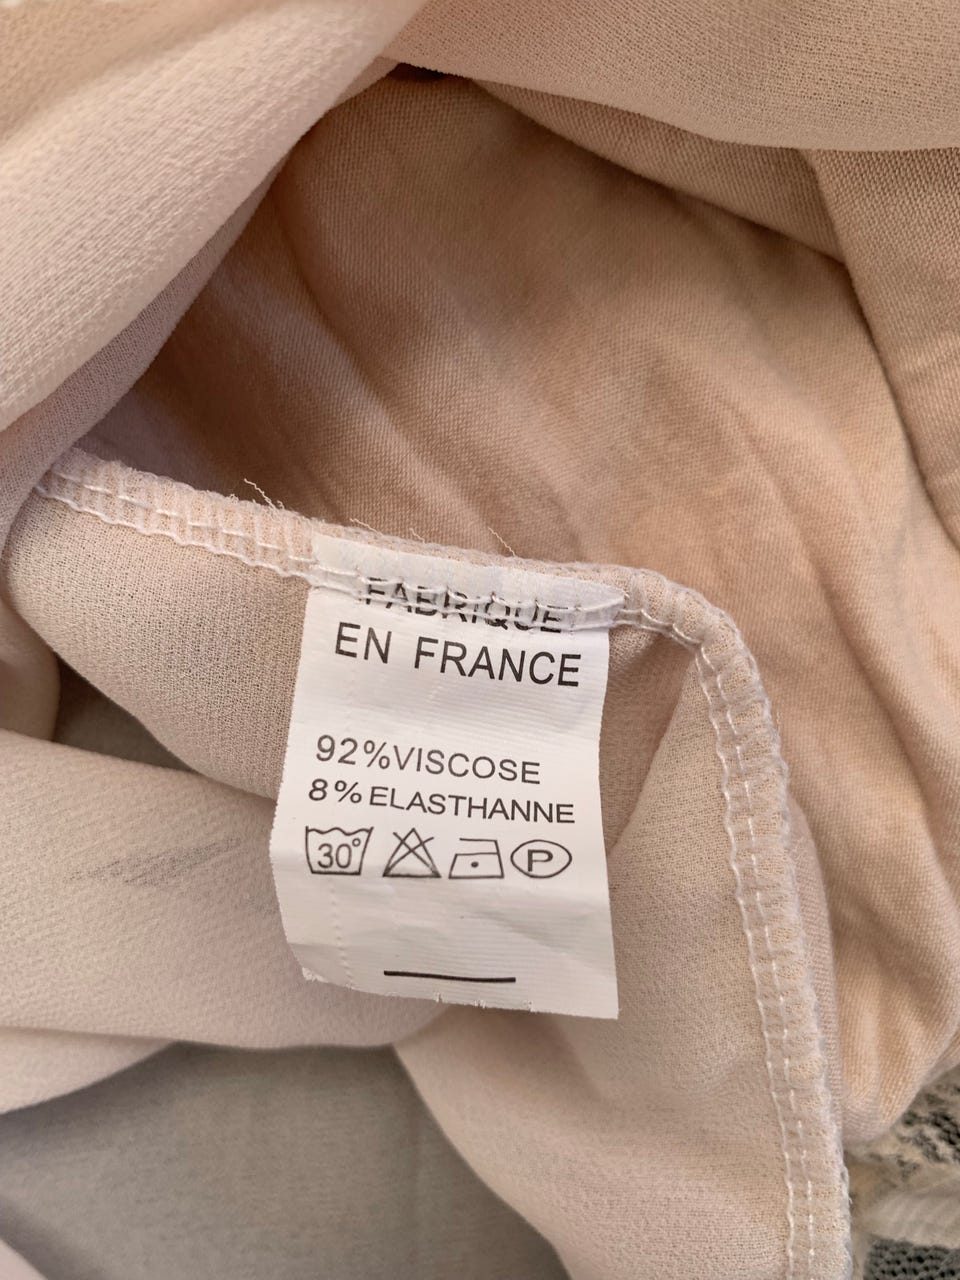 FABRIQUE
EN FRANCE
92%VISCOSE
8%ELASTHANNE
30° P